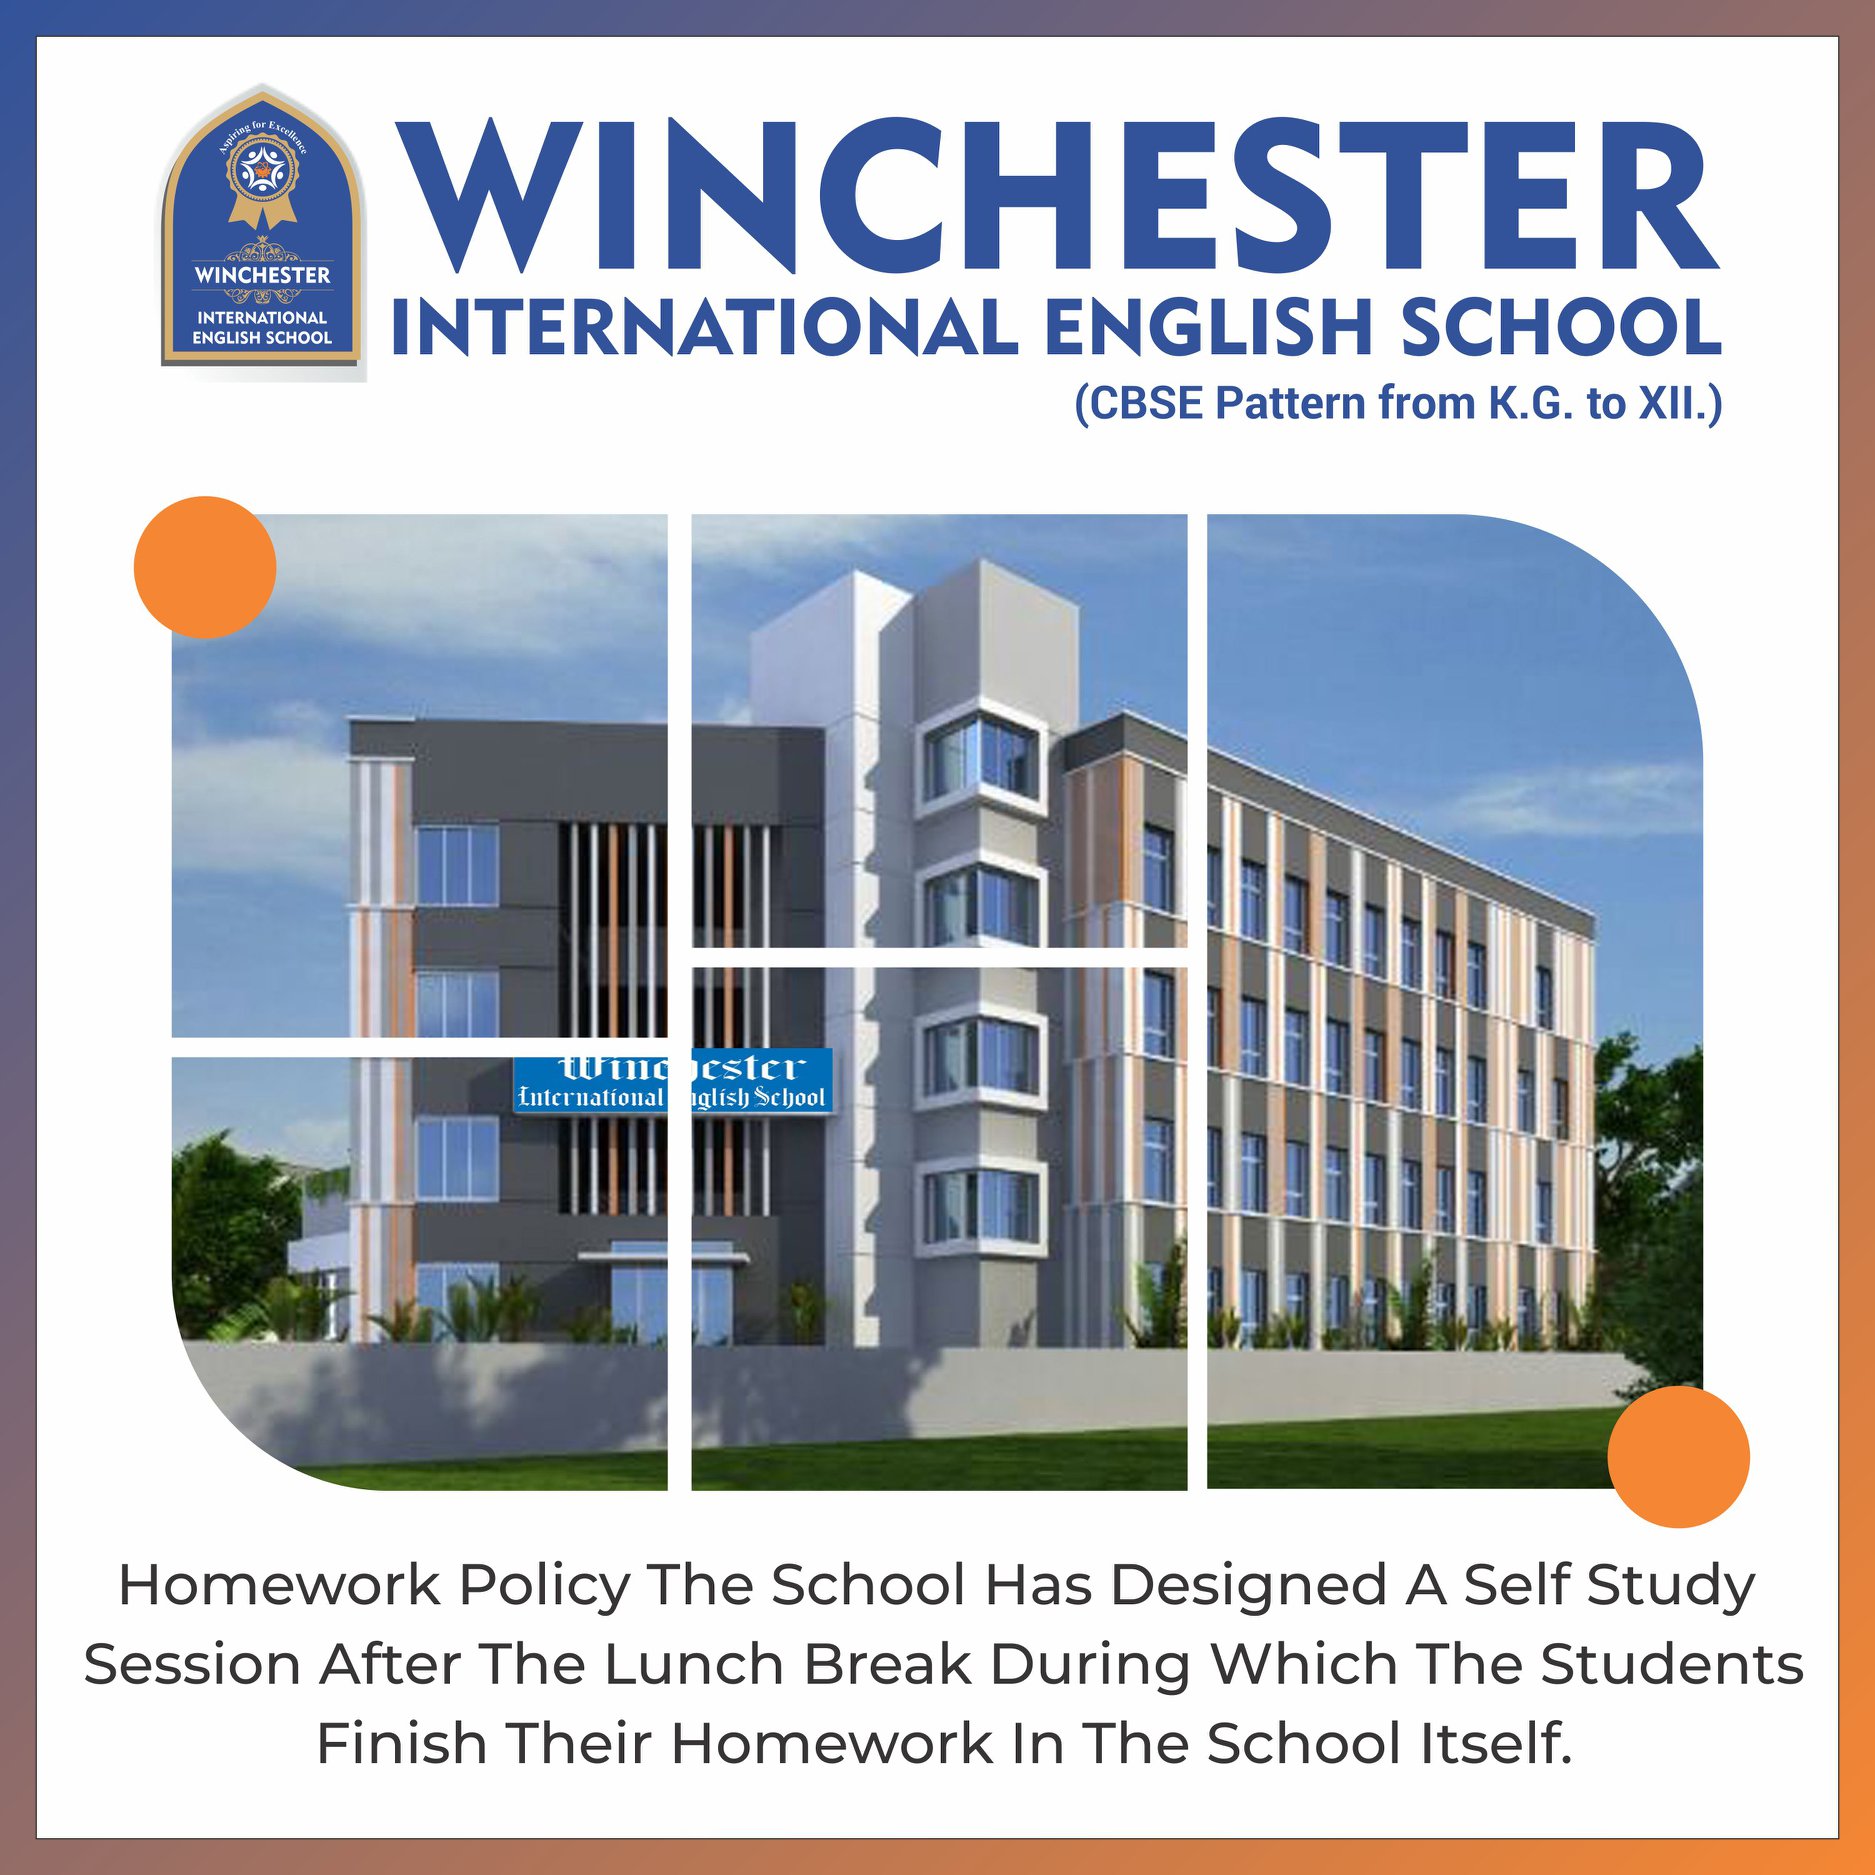 Aspiring for Excellence
WINCHESTER
INTERNATIONAL
ENGLISH SCHOOL
WINCHESTER
INTERNATIONAL ENGLISH SCHOOL
(CBSE Pattern from K.G. to XII.)
Winc ester
International nglish School
Homework Policy The School Has Designed A Self Study
Session After The Lunch Break During Which The Students
Finish Their Homework In The School Itself.